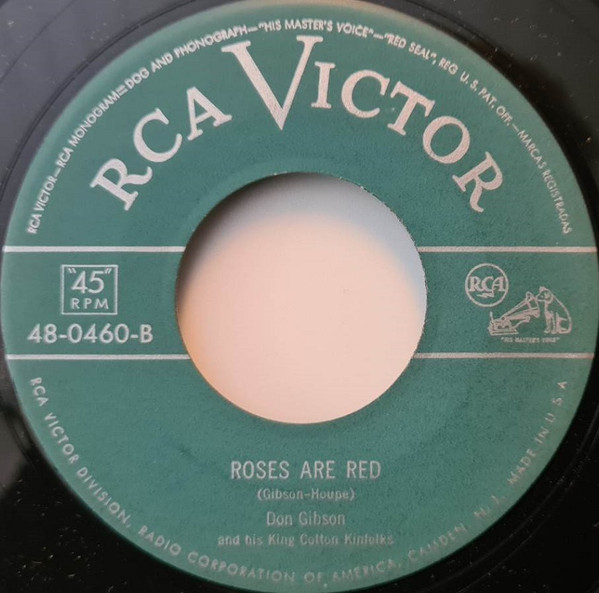 RCA VICTOR—RCA MONOGRAM—DOG AND PHONOGRAPH—"HIS MASTER'S VOICE"—"RED SEAL", REG. U.S. PAT. OFF.—MARCAS REGISTRADAS
RCA VICTOR
"45"
RPM
48-0460-B
RCA
"HIS MASTER'S VOICE"
ROSES ARE RED
(Gibson-Houpe)
Don Gibson
and his King Cotton Kinfolks
RCA VICTOR DIVISION, RADIO CORPORATION OF AMERICA, CAMDEN, N. J. MADE IN U.S.A